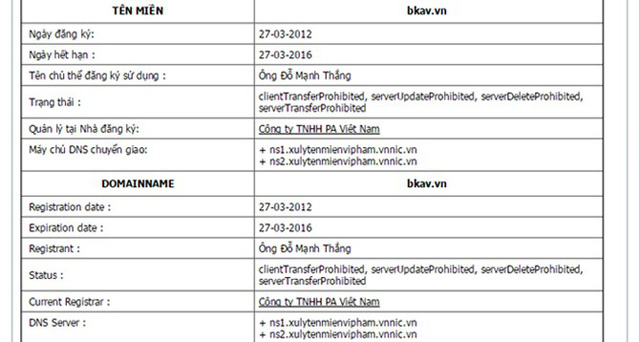 TÊN MIỀN bkav.vn
Ngày đăng ký: 27-03-2012
Ngày hết hạn : 27-03-2016
Tên chủ thể đăng ký sử dụng : Ông Đỗ Mạnh Thắng
Trạng thái : clientTransferProhibited, serverUpdateProhibited, serverDeleteProhibited,
serverTransferProhibited
Quản lý tại Nhà đăng ký: Công ty TNHH PA Việt Nam
Máy chủ DNS chuyển giao: + ns1.xulytenmienvipham.vnnic.vn
+ ns2.xulytenmienvipham.vnnic.vn
DOMAINNAME bkav.vn
Registration date : 27-03-2012
Expiration date : 27-03-2016
Registrant : Ông Đỗ Mạnh Thắng
Status : clientTransferProhibited, serverUpdateProhibited, serverDeleteProhibited,
serverTransferProhibited
Current Registrar : Công ty TNHH PA Việt Nam
DNS Server : + ns1.xulytenmienvipham.vnnic.vn
+ ns2.xulytenmienvipham.vnnic.vn